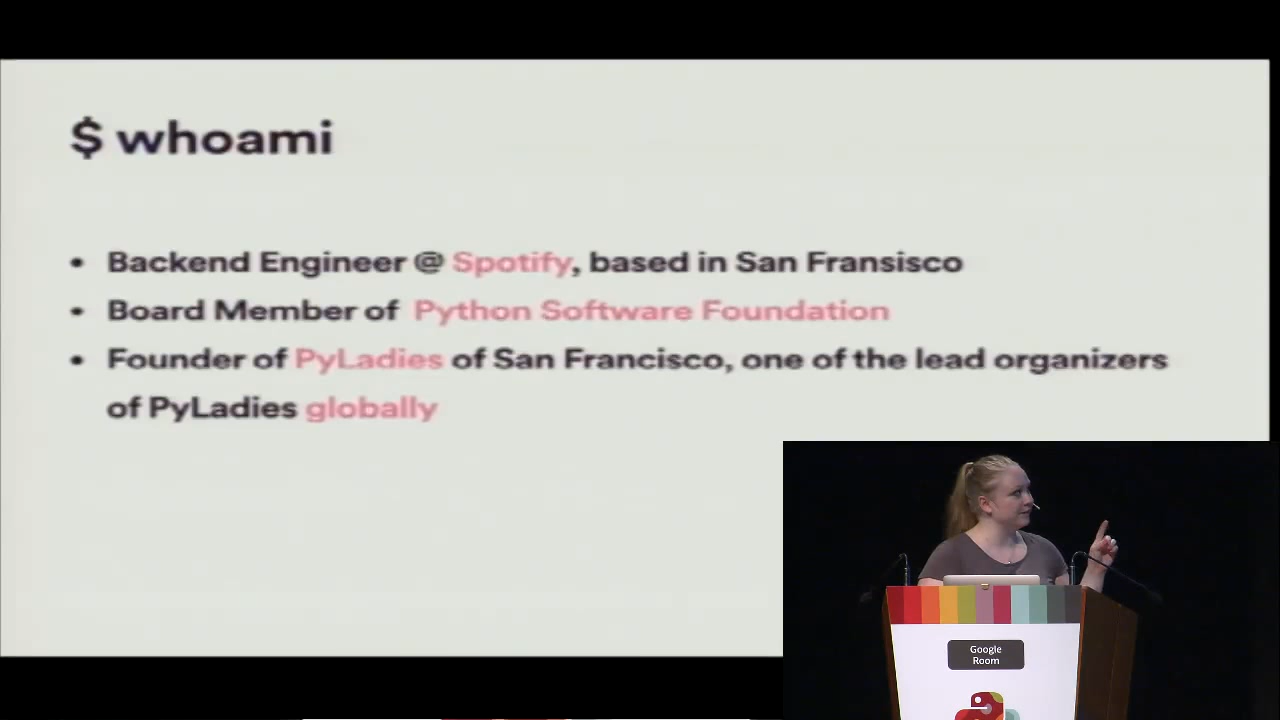 $ whoami
• Backend Engineer @ Spotify, based in San Fransisco
• Board Member of Python Software Foundation
• Founder of PyLadies of San Francisco, one of the lead organizers
of PyLadies globally
Google
Room